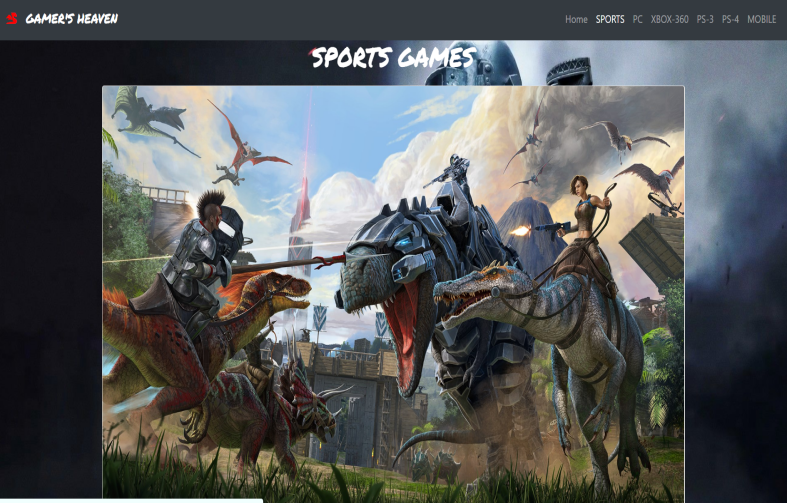 GAMER'S HEAVEN
Home SPORTS PC XBOX-360 PS-3 PS-4 MOBILE
SPORTS GAMES